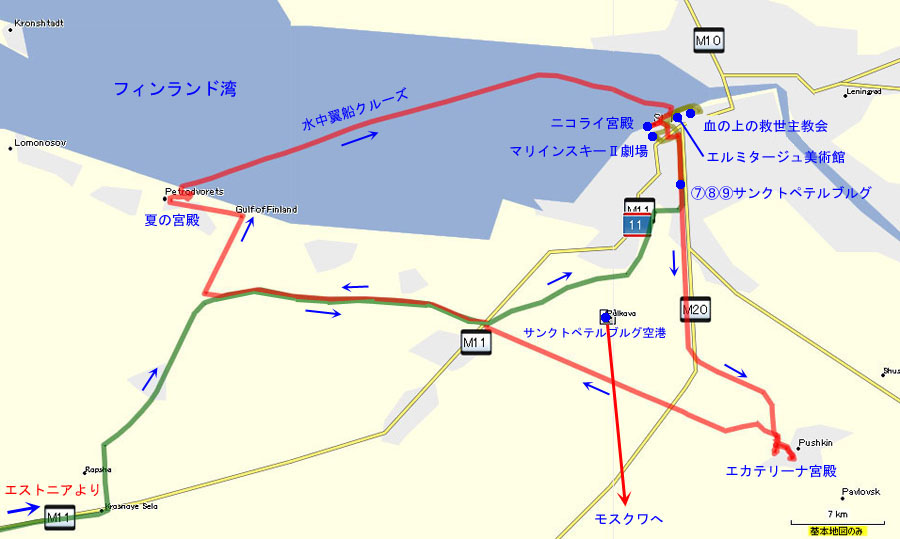 Kronshtadt
M10
フィンランド湾
水中翼船クルーズ
Leningrad
ニコライ宮殿
血の上の救世主教会
Lomonosov
マリインスキーⅡ劇場
エルミタージュ美術館
Petrodvorets
⑦⑧⑨サンクトペテルブルグ
Gulf of Finland
M11
夏の宮殿
11
M20
Pulkova
サンクトペテルブルグ空港
M11
Pushkin
Rapsha
エカテリーナ宮殿
エストニアより
Pavlovsk
Krasnoye Selo
M11
モスクワへ
7 km
基本地図のみ